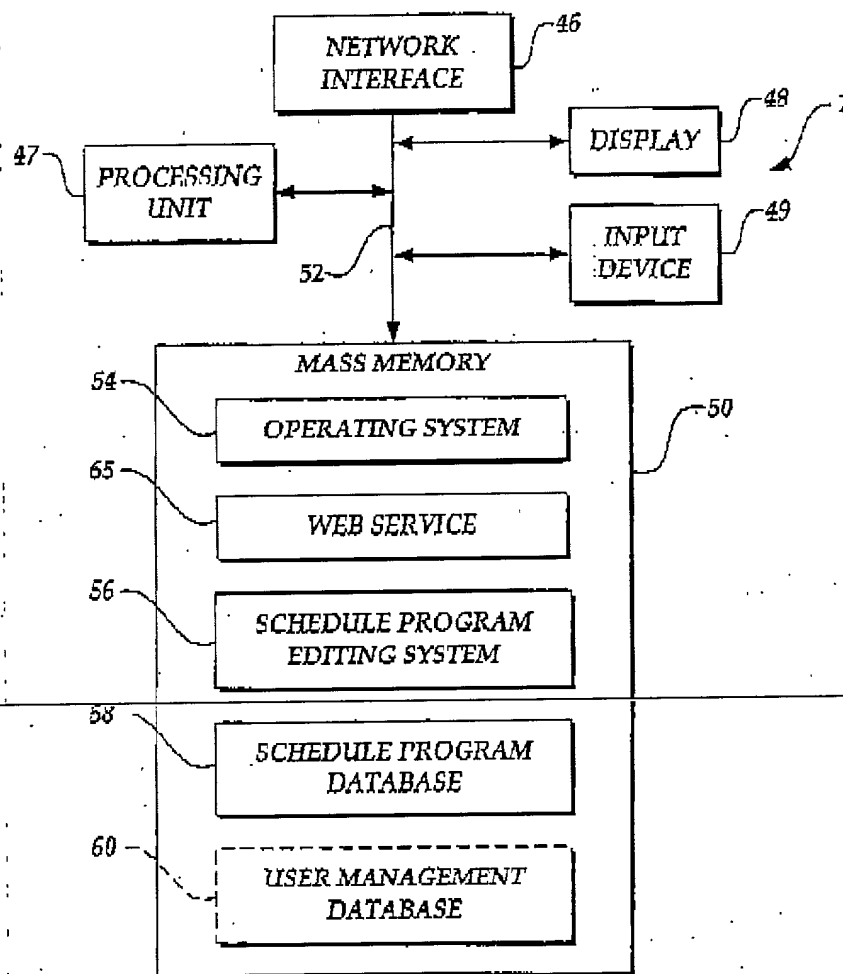 NETWORK
INTERFACE
46
DISPLAY
48
7
47
PROCESSING
UNIT
INPUT
DEVICE
49
52
MASS MEMORY
54
OPERATING SYSTEM
50
65
WEB SERVICE
56
SCHEDULE PROGRAM
EDITING SYSTEM
58
SCHEDULE PROGRAM
DATABASE
60
USER MANAGEMENT
DATABASE